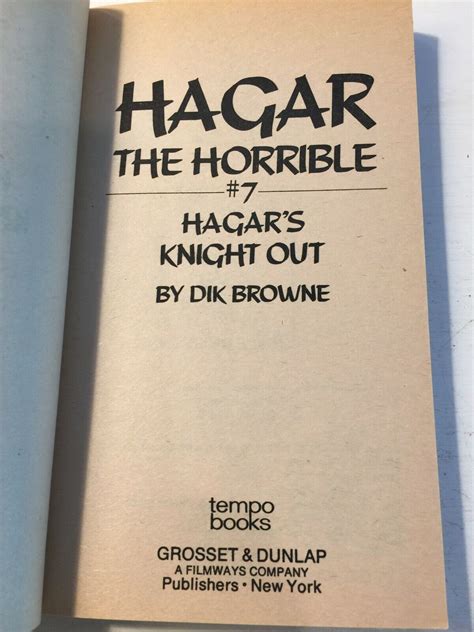 HAGAR
THE HORRIBLE
#7
HAGAR'S
KNIGHT OUT
BY DIK BROWNE
tempo
books
GROSSET & DUNLAP
A FILMWAYS COMPANY
Publishers • New York